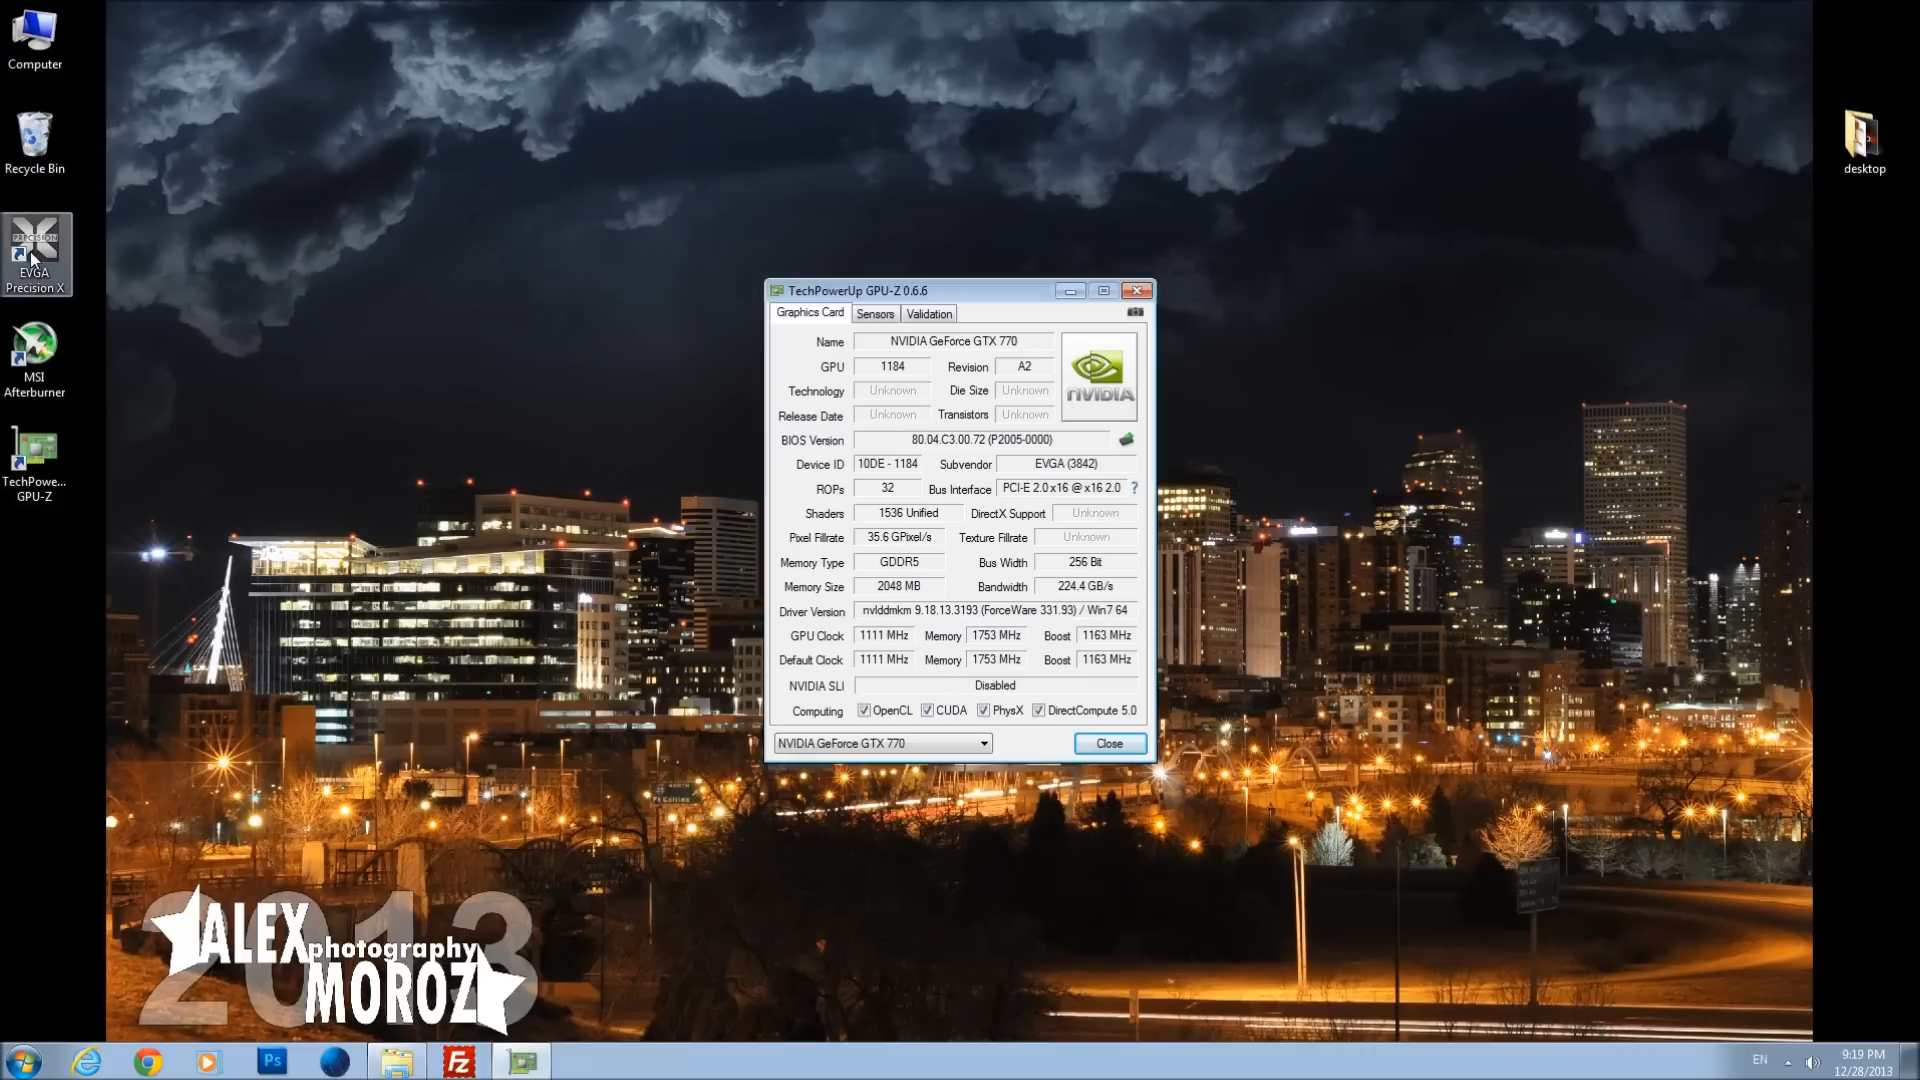 Computer
Recycle Bin
PRECISION
EVGA
Precision X
MSI
Afterburner
TechPowe...
GPU-Z
desktop
TechPowerUp GPU-Z 0.6.6
Graphics Card Sensors Validation
Name NVIDIA GeForce GTX 770
GPU 1184 Revision A2
Technology Unknown Die Size Unknown
Release Date Unknown Transistors Unknown
NVIDIA
BIOS Version 80.04.C3.00.72 (P2005-0000)
Device ID 10DE - 1184 Subvendor EVGA (3842)
ROPs 32 Bus Interface PCI-E 2.0 x16 @ x16 2.0 ?
Shaders 1536 Unified DirectX Support Unknown
Pixel Fillrate 35.6 GPixel/s Texture Fillrate Unknown
Memory Type GDDR5 Bus Width 256 Bit
Memory Size 2048 MB Bandwidth 224.4 GB/s
Driver Version nvlddmkm 9.18.13.3193 (ForceWare 331.93) / Win7 64
GPU Clock 1111 MHz Memory 1753 MHz Boost 1163 MHz
Default Clock 1111 MHz Memory 1753 MHz Boost 1163 MHz
NVIDIA SLI Disabled
Computing OpenCL CUDA PhysX DirectCompute 5.0
NVIDIA GeForce GTX 770 Close
NORTH
Ft Collins
2013
ALEX photography
MOROZ
Ps
Fz
EN
9:19 PM
12/28/2013